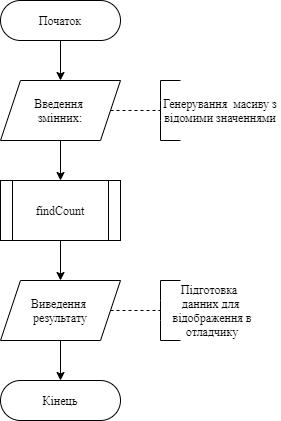 Початок
Введення
змінних:
Генерування масиву з
відомими значеннями
findCount
Виведення
результату
Підготовка
данних для
відображення в
отладчику
Кінець